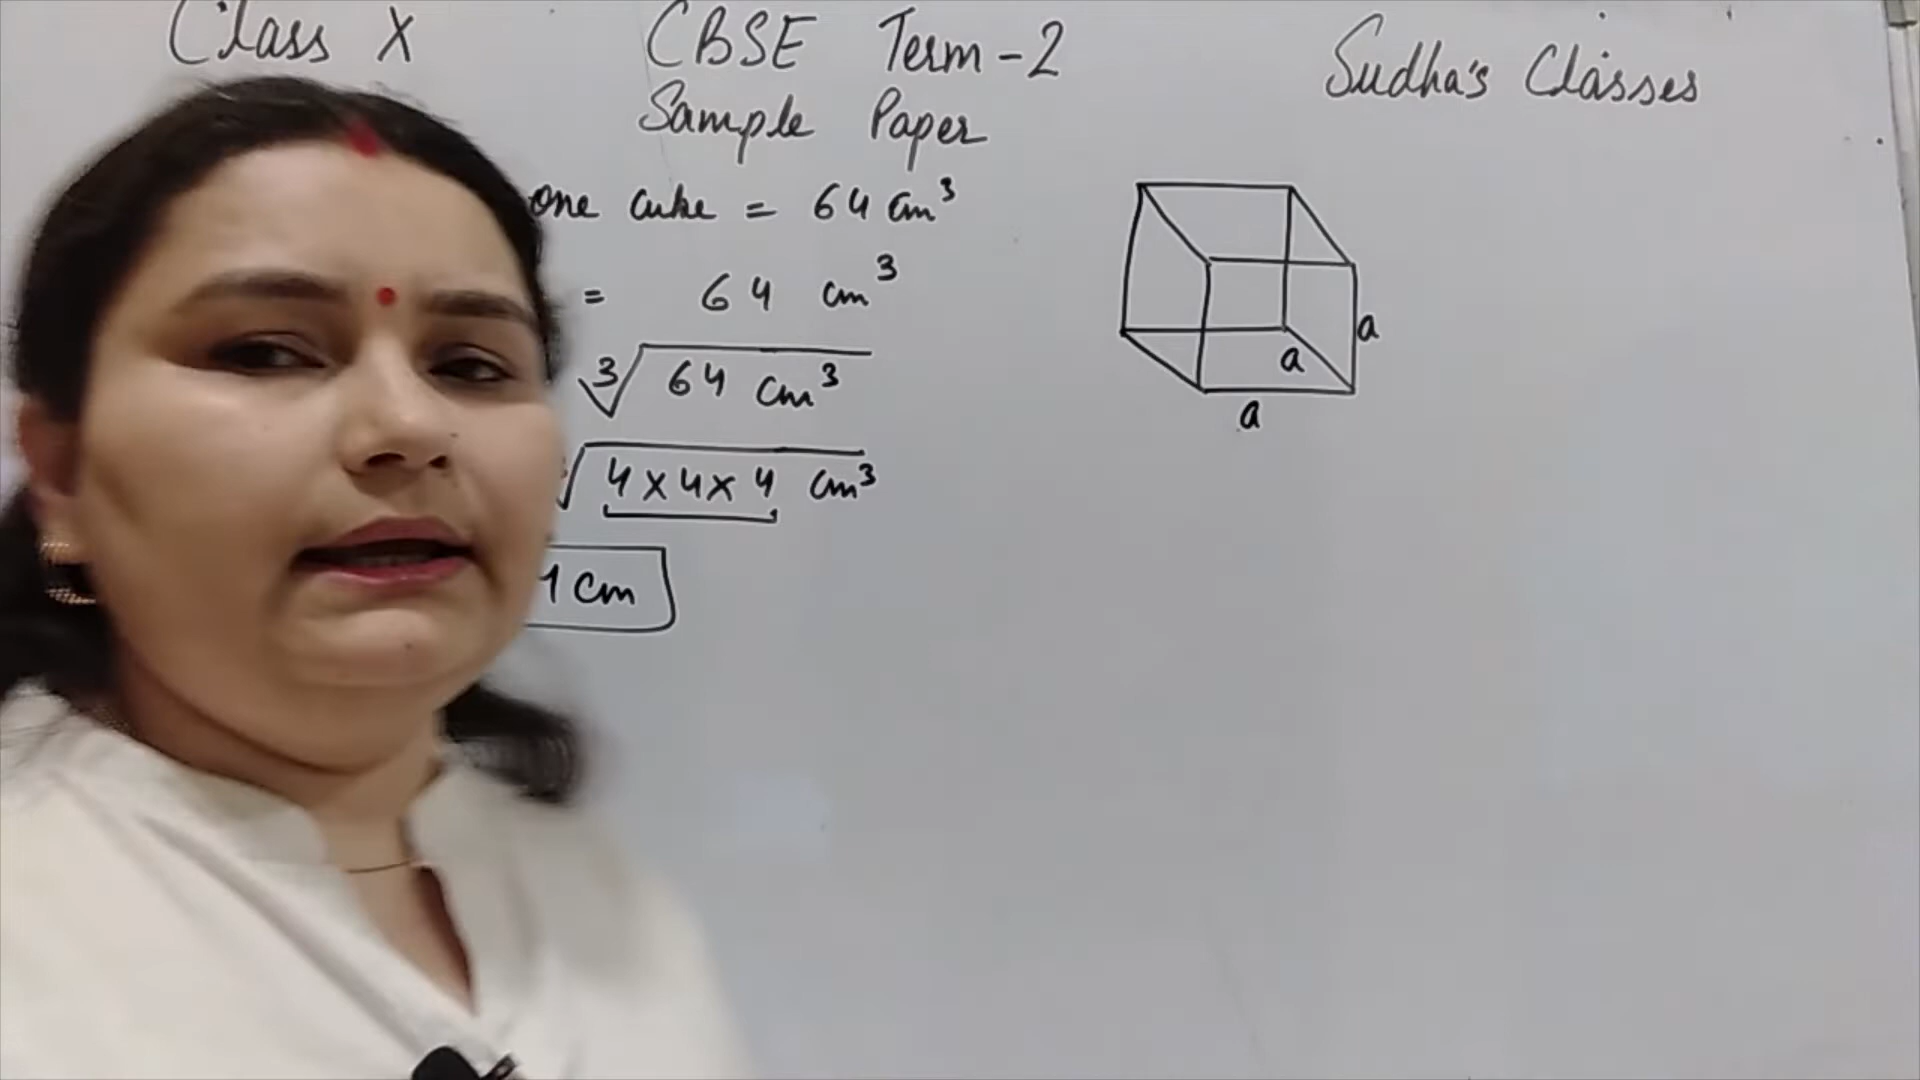 Class X CBSE Term-2 Sudha's Classes
Sample Paper
one cube = 64 cm³
= 64 cm³
∛64 cm³
√4×4×4 cm³
cm
a
a
a